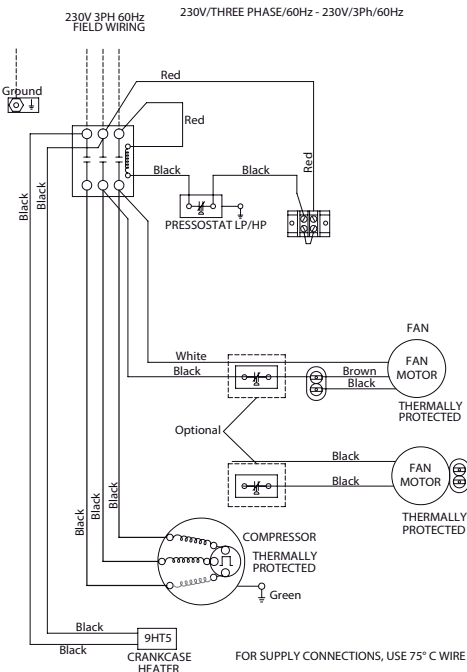 230V 3PH 60Hz
FIELD WIRING
230V/THREE PHASE/60Hz - 230V/3Ph/60Hz
Ground
Red
Red
Red
Black
Black
PRESSOSTAT LP/HP
Black
Black
FAN
White
Black
FAN
MOTOR
Brown
Black
THERMALLY
PROTECTED
Optional
Black
Black
FAN
MOTOR
THERMALLY
PROTECTED
Black
Black
Black
COMPRESSOR
THERMALLY
PROTECTED
Green
Black
Black
9HT5
CRANKCASE
HEATER
FOR SUPPLY CONNECTIONS, USE 75° C WIRE